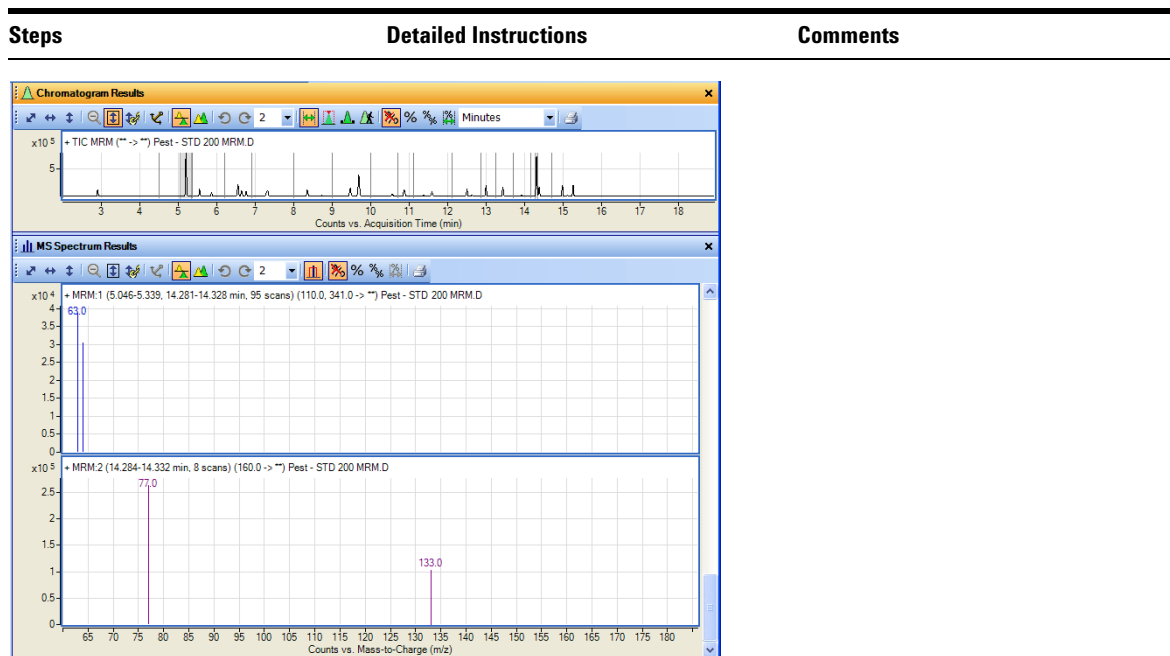 Steps Detailed Instructions Comments
Chromatogram Results
2 % Minutes
x10 5 + TIC MRM (** -> **) Pest - STD 200 MRM.D
5
3 4 5 6 7 8 9 10 11 12 13 14 15 16 17 18
Counts vs. Acquisition Time (min)
MS Spectrum Results
2 %
x10 4 + MRM:1 (5.046-5.339, 14.281-14.328 min, 95 scans) (110.0, 341.0 -> **) Pest - STD 200 MRM.D
4
63.0
3.5
3
2.5
2
1.5
1
0.5
0
x10 5 + MRM:2 (14.284-14.332 min, 8 scans) (160.0 -> **) Pest - STD 200 MRM.D
77.0
2.5
2
1.5
133.0
1
0.5
0
65 70 75 80 85 90 95 100 105 110 115 120 125 130 135 140 145 150 155 160 165 170 175 180
Counts vs. Mass-to-Charge (m/z)